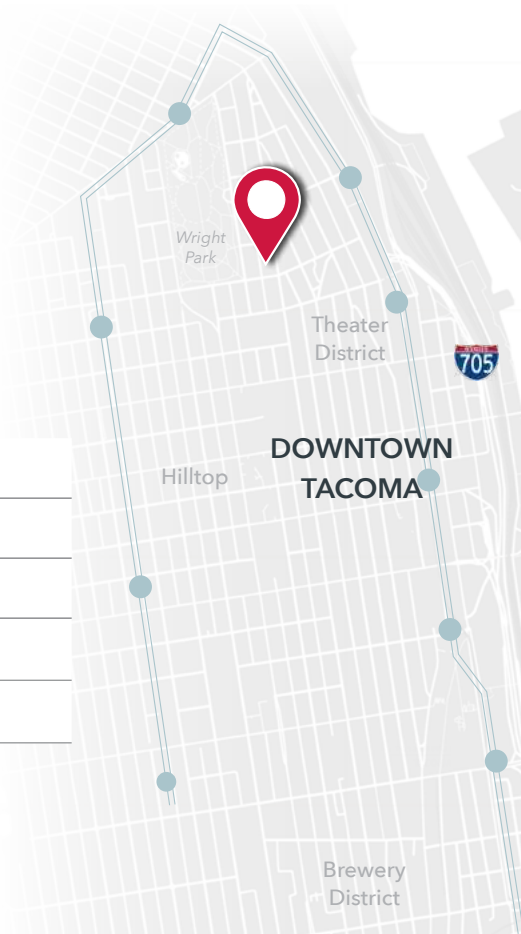 Wright
Park
Theater
District
705
DOWNTOWN
TACOMA
Hilltop
Brewery
District